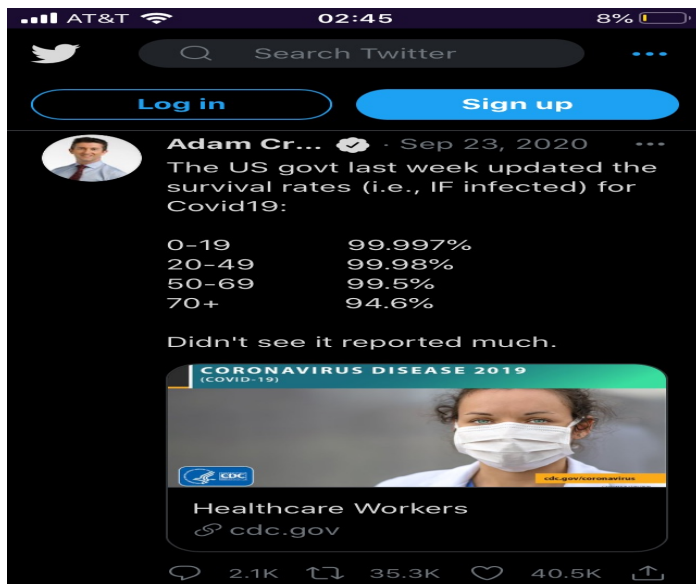 AT&T 02:45 8%
Search Twitter
Log in Sign up
Adam Cr... · Sep 23, 2020
The US govt last week updated the
survival rates (i.e., IF infected) for
Covid19:
0-19 99.997%
20-49 99.98%
50-69 99.5%
70+ 94.6%
Didn't see it reported much.
CORONAVIRUS DISEASE 2019
(COVID-19)
CDC
cdc.gov/coronavirus
Healthcare Workers
cdc.gov
2.1K 35.3K 40.5K